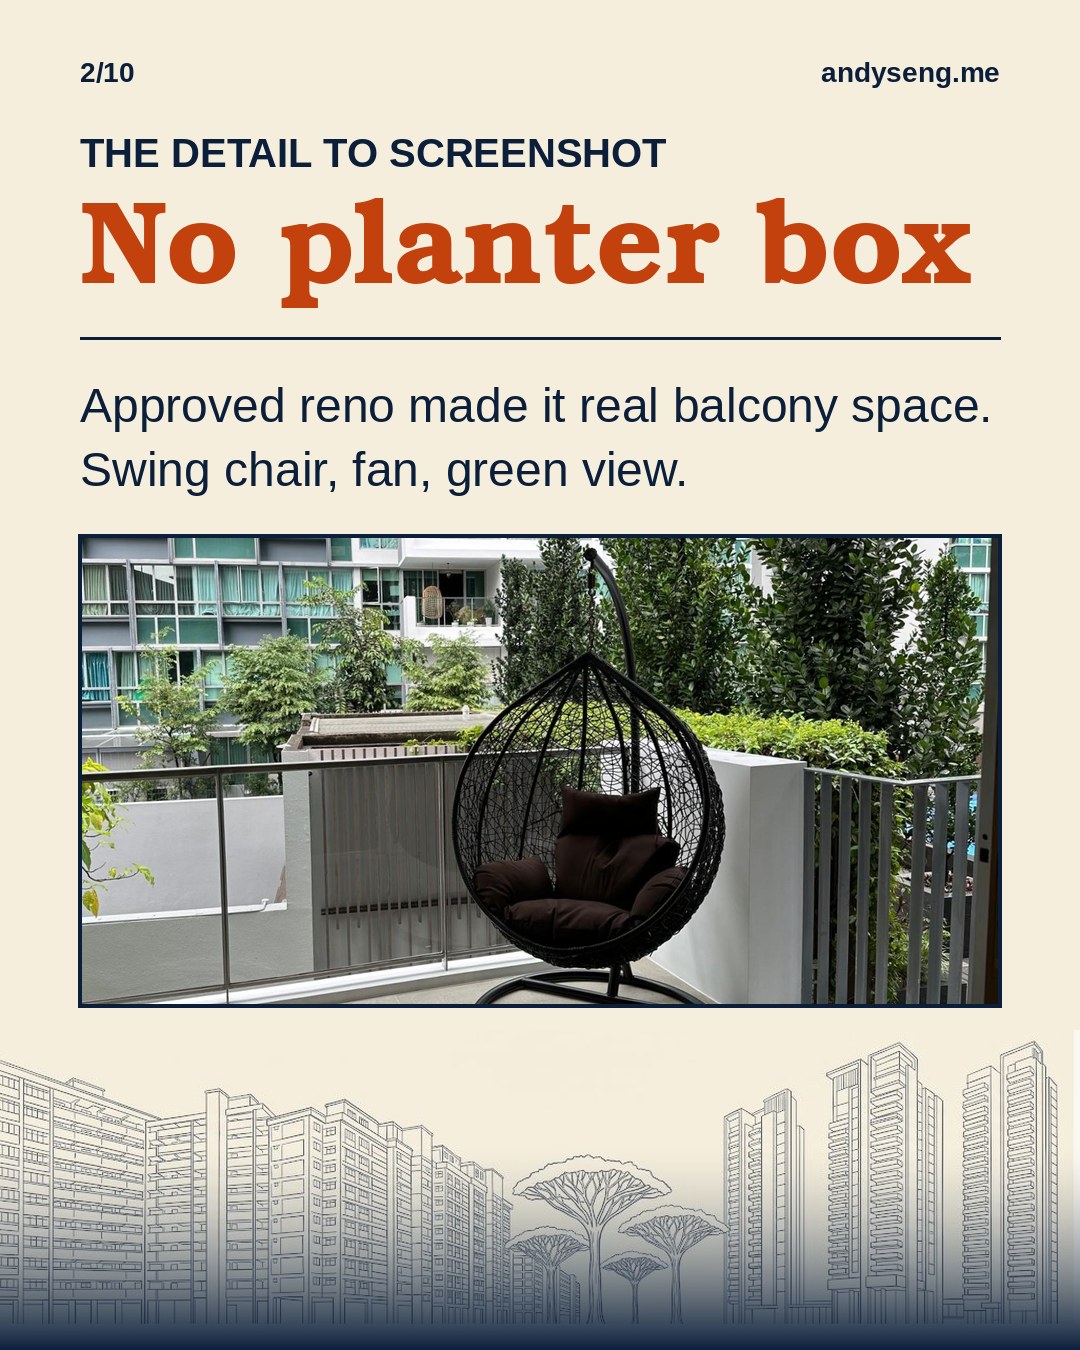 2/10
andyseng.me
THE DETAIL TO SCREENSHOT
No planter box
Approved reno made it real balcony space.
Swing chair, fan, green view.